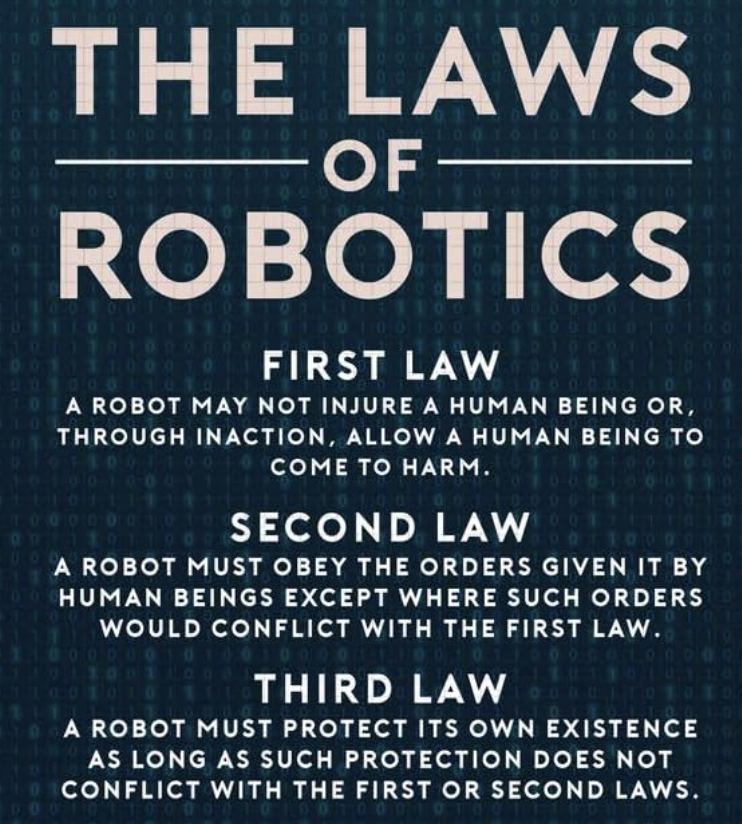 THE LAWS
OF
ROBOTICS
FIRST LAW
A ROBOT MAY NOT INJURE A HUMAN BEING OR,
THROUGH INACTION, ALLOW A HUMAN BEING TO
COME TO HARM.
SECOND LAW
A ROBOT MUST OBEY THE ORDERS GIVEN IT BY
HUMAN BEINGS EXCEPT WHERE SUCH ORDERS
WOULD CONFLICT WITH THE FIRST LAW.
THIRD LAW
A ROBOT MUST PROTECT ITS OWN EXISTENCE
AS LONG AS SUCH PROTECTION DOES NOT
CONFLICT WITH THE FIRST OR SECOND LAWS.